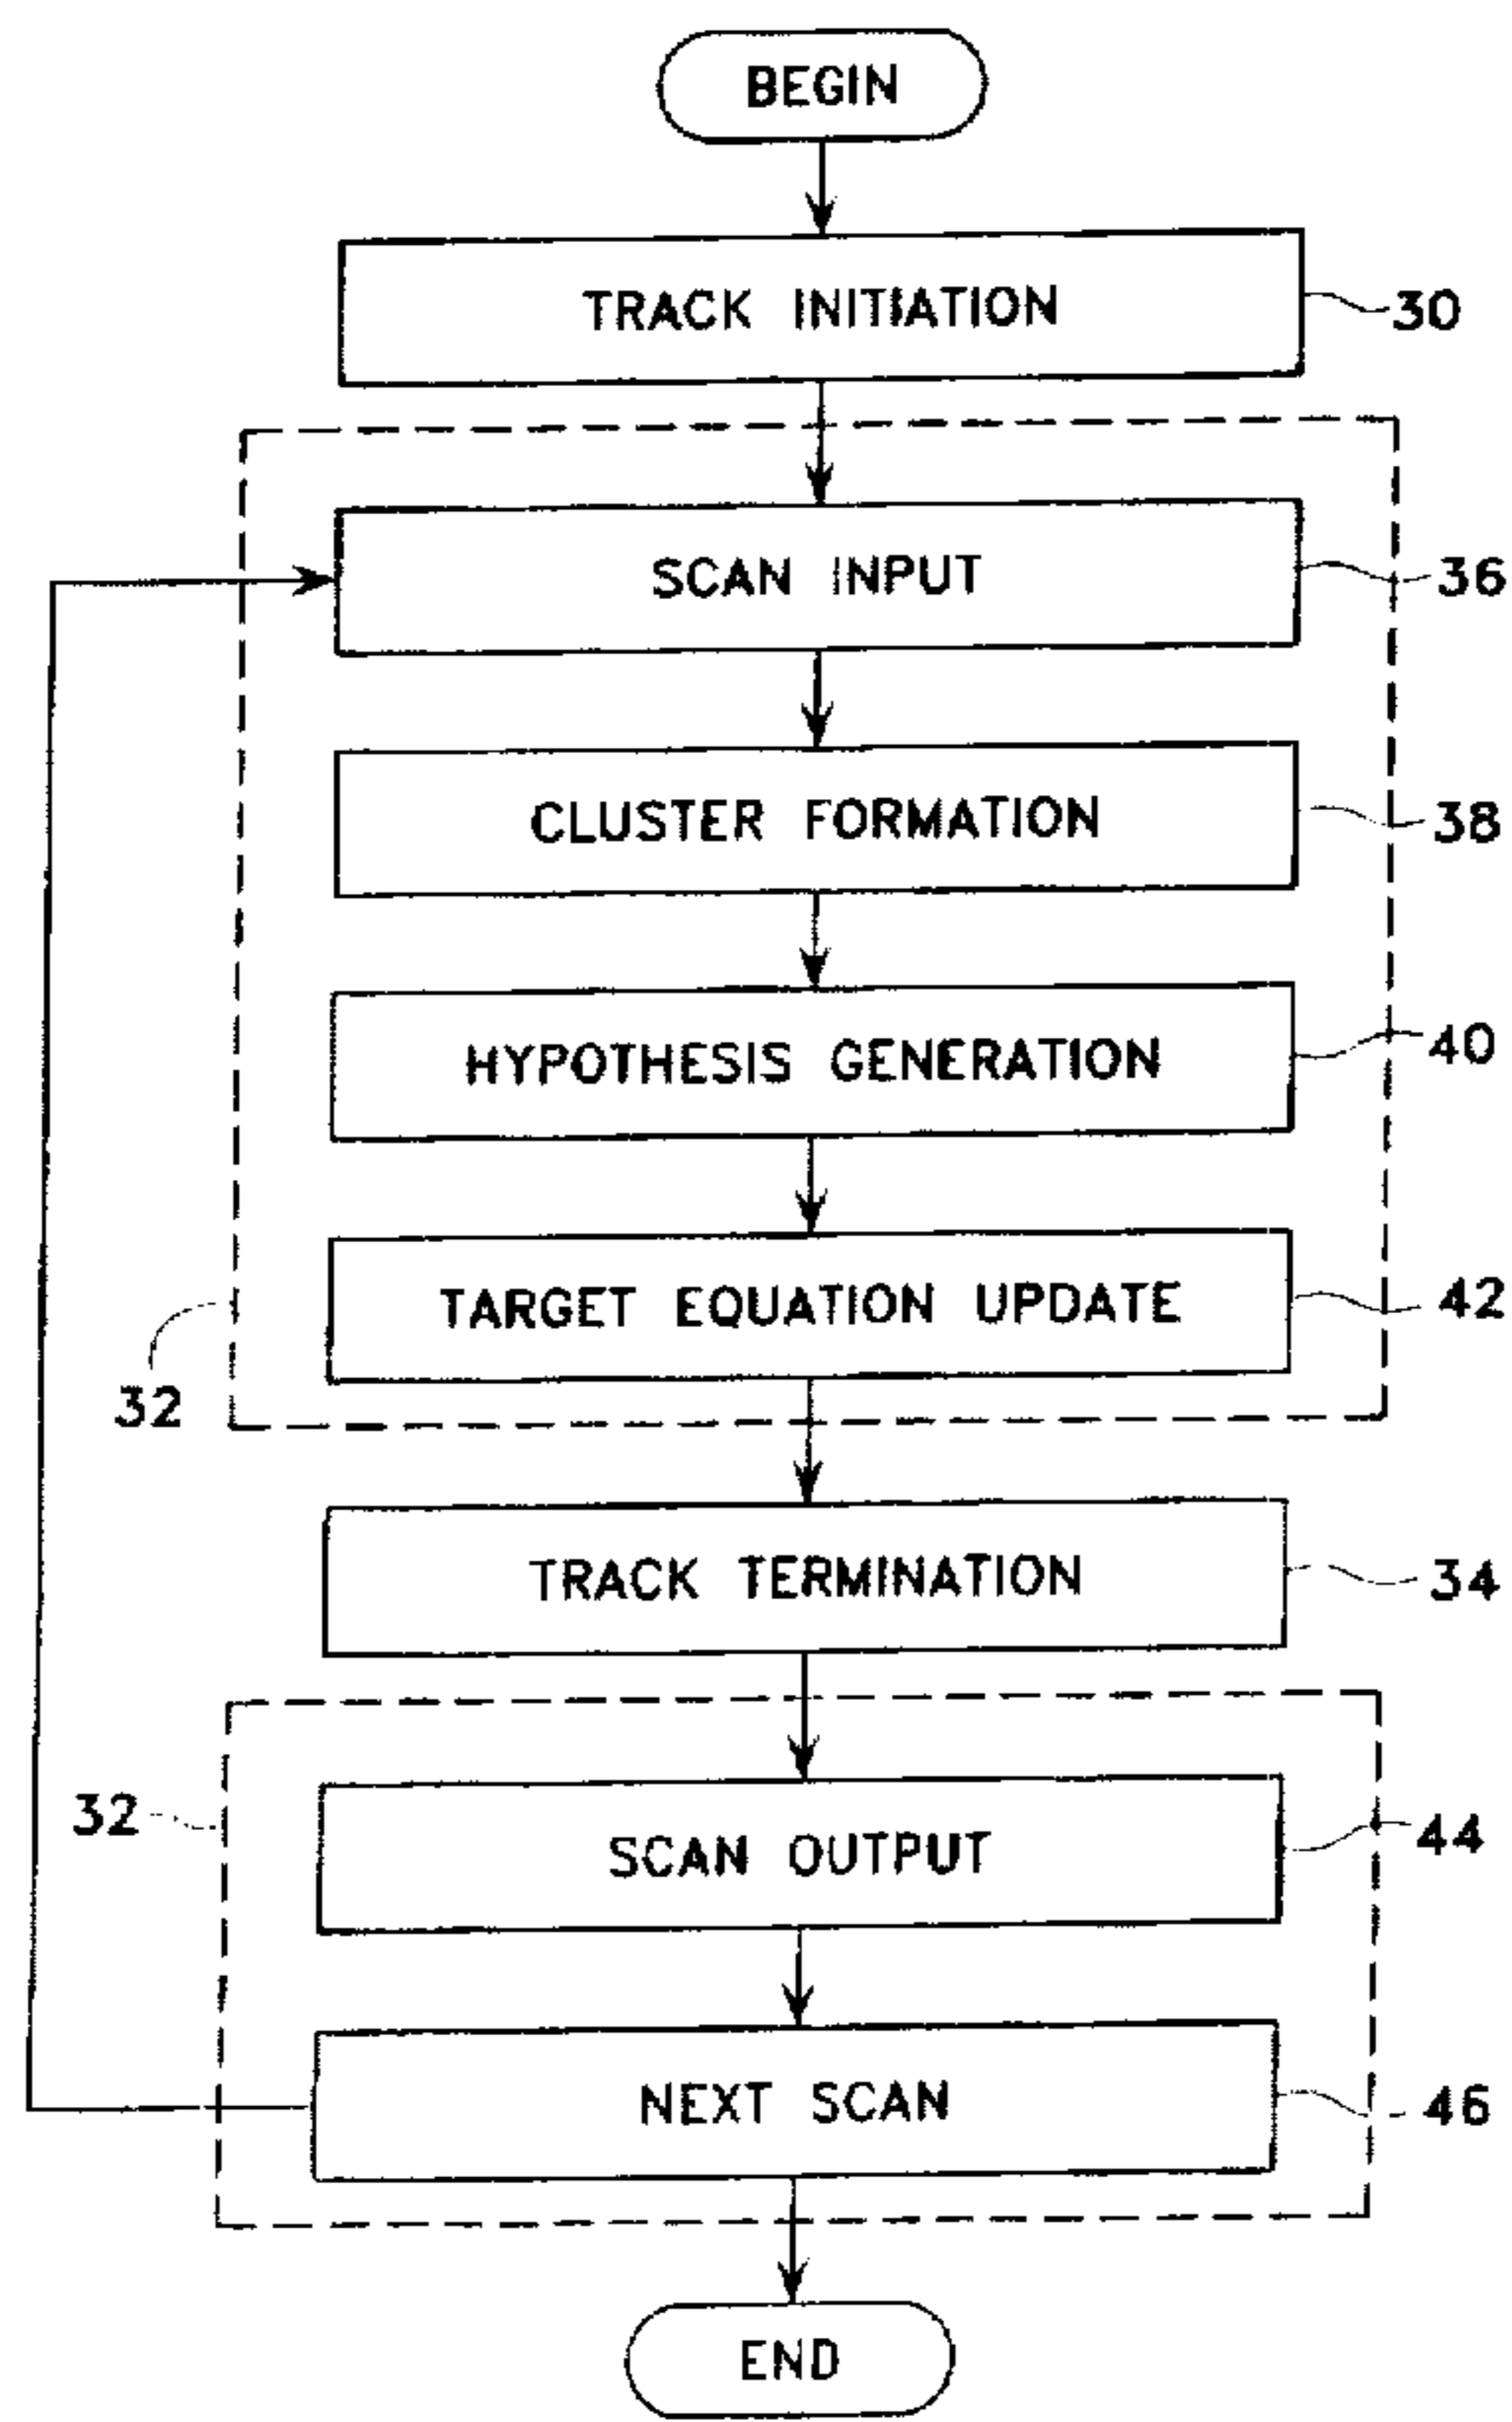 BEGIN
TRACK INITIATION
30
SCAN INPUT
36
CLUSTER FORMATION
38
HYPOTHESIS GENERATION
40
TARGET EQUATION UPDATE
42
32
TRACK TERMINATION
34
32
SCAN OUTPUT
44
NEXT SCAN
46
END